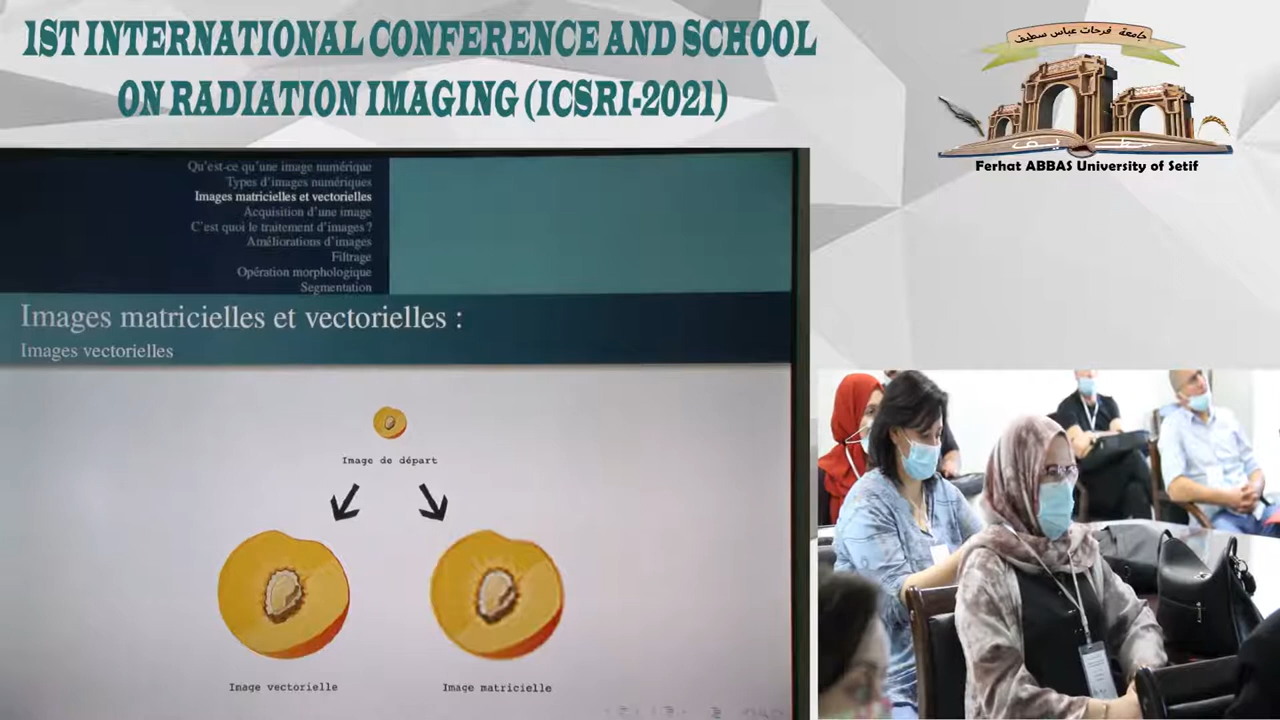 1ST INTERNATIONAL CONFERENCE AND SCHOOL
ON RADIATION IMAGING (ICSRI-2021)
جامعة فرحات عباس سطيف
Ferhat ABBAS University of Setif
Qu'est-ce qu'une image numérique
Types d'images numériques
Images matricielles et vectorielles
Acquisition d'une image
C'est quoi le traitement d'images ?
Améliorations d'images
Filtrage
Opération morphologique
Segmentation
Images matricielles et vectorielles :
Images vectorielles
Image de départ
Image vectorielle
Image matricielle